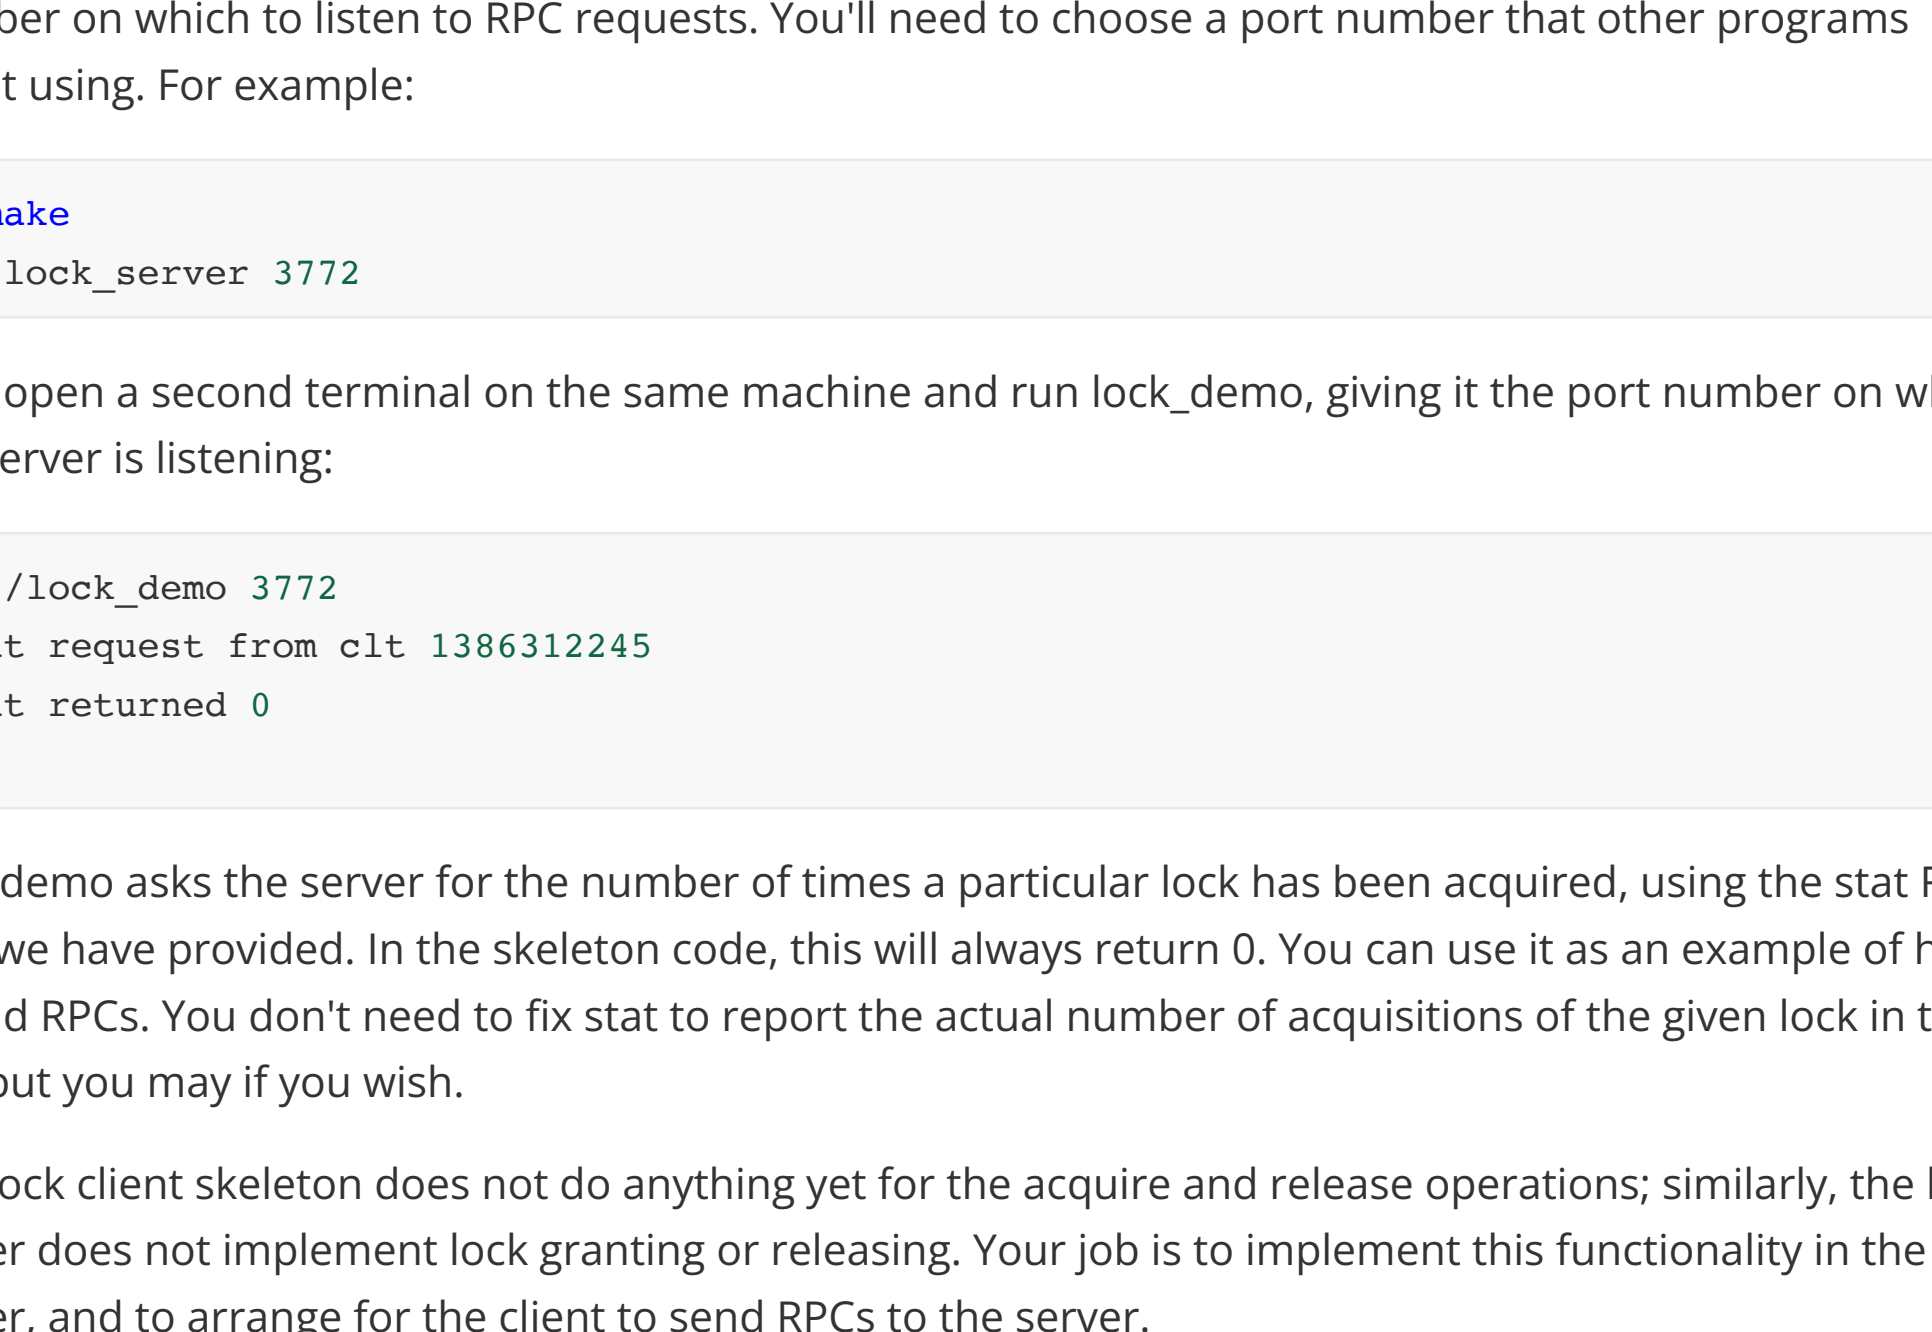 ber on which to listen to RPC requests. You'll need to choose a port number that other programs
t using. For example:
make
lock_server 3772
open a second terminal on the same machine and run lock_demo, giving it the port number on wh
erver is listening:
/lock_demo 3772
t request from clt 1386312245
t returned 0
demo asks the server for the number of times a particular lock has been acquired, using the stat
we have provided. In the skeleton code, this will always return 0. You can use it as an example of h
d RPCs. You don't need to fix stat to report the actual number of acquisitions of the given lock in t
but you may if you wish.
ock client skeleton does not do anything yet for the acquire and release operations; similarly, the
er does not implement lock granting or releasing. Your job is to implement this functionality in the
er, and to arrange for the client to send RPCs to the server.